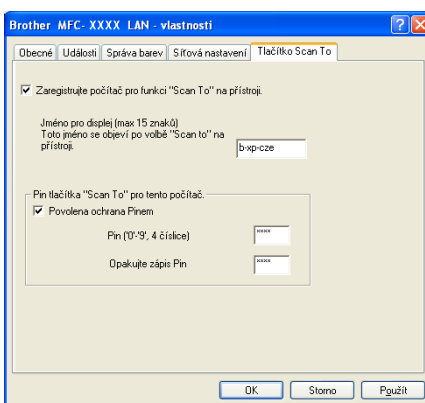 Brother MFC- XXXX LAN - vlastnosti
Obecné Události Správa barev Síťová nastavení Tlačítko Scan To
Zaregistrujte počítač pro funkci "Scan To" na přístroji.
Jméno pro displej (max 15 znaků)
Toto jméno se objeví po volbě "Scan to" na
přístroji.
b-xp-cze
Pin tlačítka "Scan To" pro tento počítač.
Povolena ochrana Pinem
Pin ('0'-'9', 4 číslice) ××××
Opakujte zápis Pin ××××
OK Storno Použít